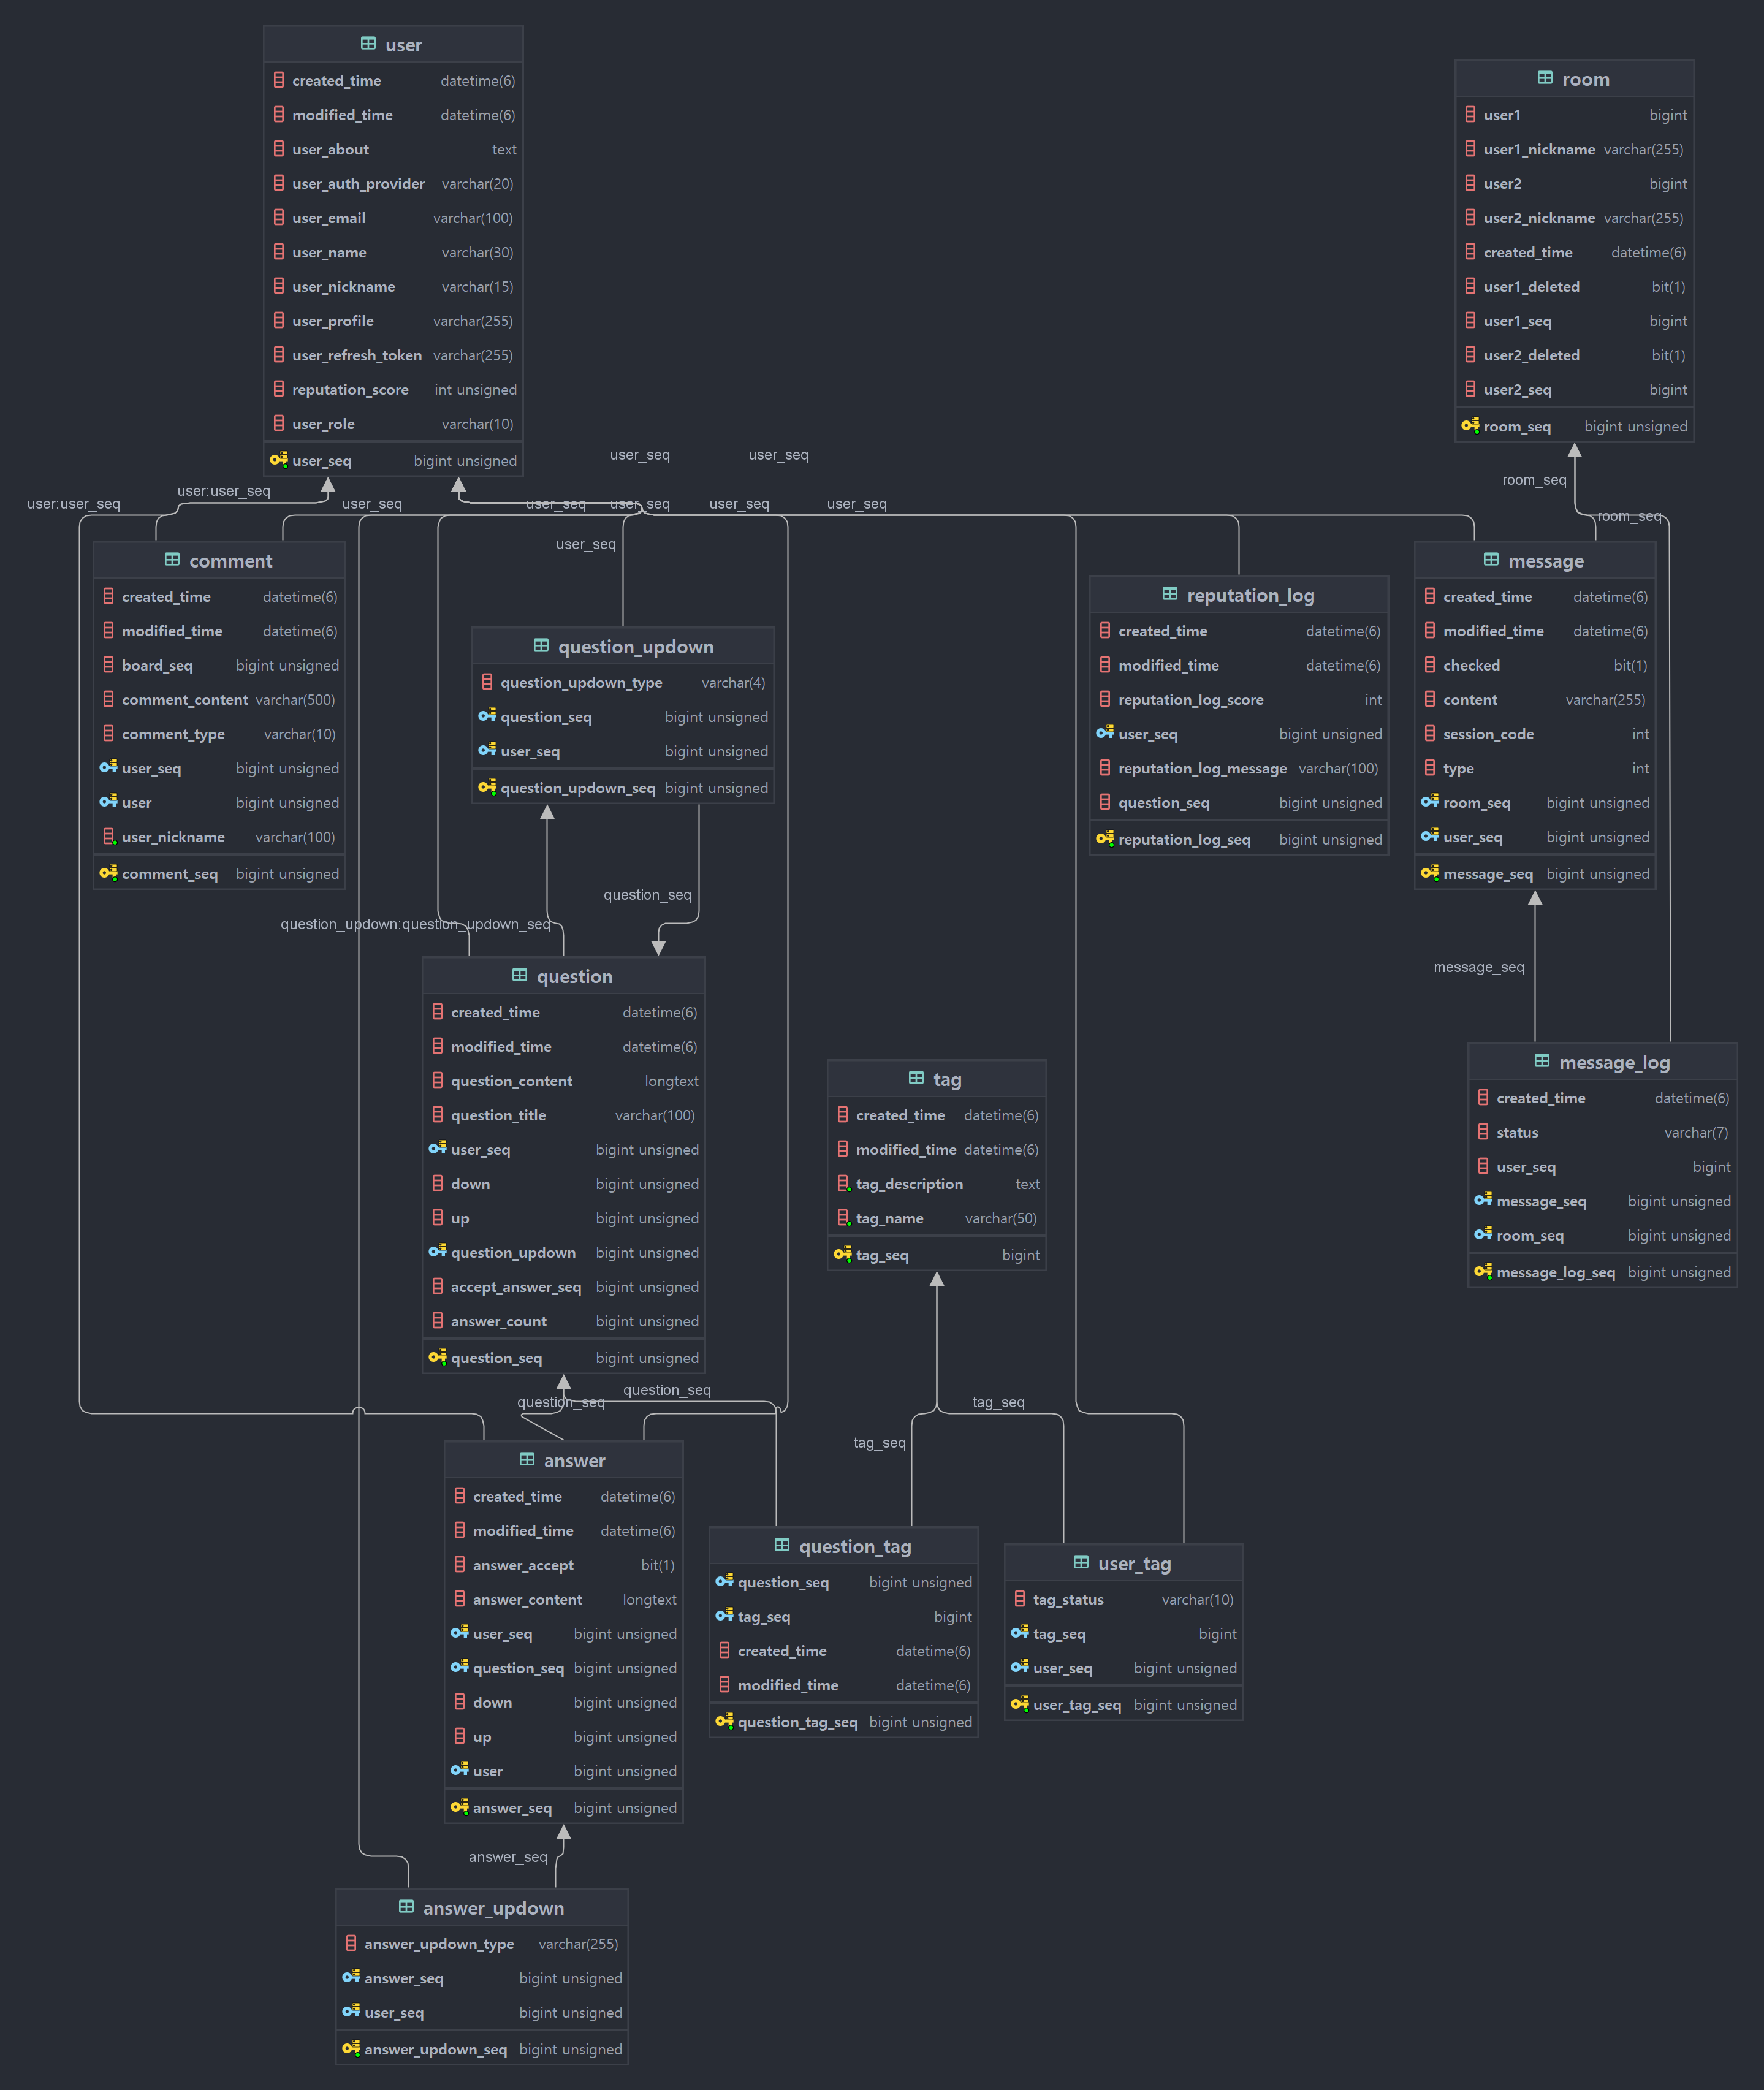 user
created_time datetime(6)
modified_time datetime(6)
user_about text
user_auth_provider varchar(20)
user_email varchar(100)
user_name varchar(30)
user_nickname varchar(15)
user_profile varchar(255)
user_refresh_token varchar(255)
reputation_score int unsigned
user_role varchar(10)
user_seq bigint unsigned
room
user1 bigint
user1_nickname varchar(255)
user2 bigint
user2_nickname varchar(255)
created_time datetime(6)
user1_deleted bit(1)
user1_seq bigint
user2_deleted bit(1)
user2_seq bigint
room_seq bigint unsigned
user_seq
user_seq
room_seq
user:user_seq
user:user_seq
user_seq
user_seq
user_seq
user_seq
user_seq
room_seq
user_seq
comment
created_time datetime(6)
modified_time datetime(6)
board_seq bigint unsigned
comment_content varchar(500)
comment_type varchar(10)
user_seq bigint unsigned
user bigint unsigned
user_nickname varchar(100)
comment_seq bigint unsigned
question_updown
question_updown_type varchar(4)
question_seq bigint unsigned
user_seq bigint unsigned
question_updown_seq bigint unsigned
reputation_log
created_time datetime(6)
modified_time datetime(6)
reputation_log_score int
user_seq bigint unsigned
reputation_log_message varchar(100)
question_seq bigint unsigned
reputation_log_seq bigint unsigned
message
created_time datetime(6)
modified_time datetime(6)
checked bit(1)
content varchar(255)
session_code int
type int
room_seq bigint unsigned
user_seq bigint unsigned
message_seq bigint unsigned
question_seq
question_updown:question_updown_seq
message_seq
question
created_time datetime(6)
modified_time datetime(6)
question_content longtext
question_title varchar(100)
user_seq bigint unsigned
down bigint unsigned
up bigint unsigned
question_updown bigint unsigned
accept_answer_seq bigint unsigned
answer_count bigint unsigned
question_seq bigint unsigned
tag
created_time datetime(6)
modified_time datetime(6)
tag_description text
tag_name varchar(50)
tag_seq bigint
message_log
created_time datetime(6)
status varchar(7)
user_seq bigint
message_seq bigint unsigned
room_seq bigint unsigned
message_log_seq bigint unsigned
question_seq
question_seq
tag_seq
tag_seq
answer
created_time datetime(6)
modified_time datetime(6)
answer_accept bit(1)
answer_content longtext
user_seq bigint unsigned
question_seq bigint unsigned
down bigint unsigned
up bigint unsigned
user bigint unsigned
answer_seq bigint unsigned
question_tag
question_seq bigint unsigned
tag_seq bigint
created_time datetime(6)
modified_time datetime(6)
question_tag_seq bigint unsigned
user_tag
tag_status varchar(10)
tag_seq bigint
user_seq bigint unsigned
user_tag_seq bigint unsigned
answer_seq
answer_updown
answer_updown_type varchar(255)
answer_seq bigint unsigned
user_seq bigint unsigned
answer_updown_seq bigint unsigned